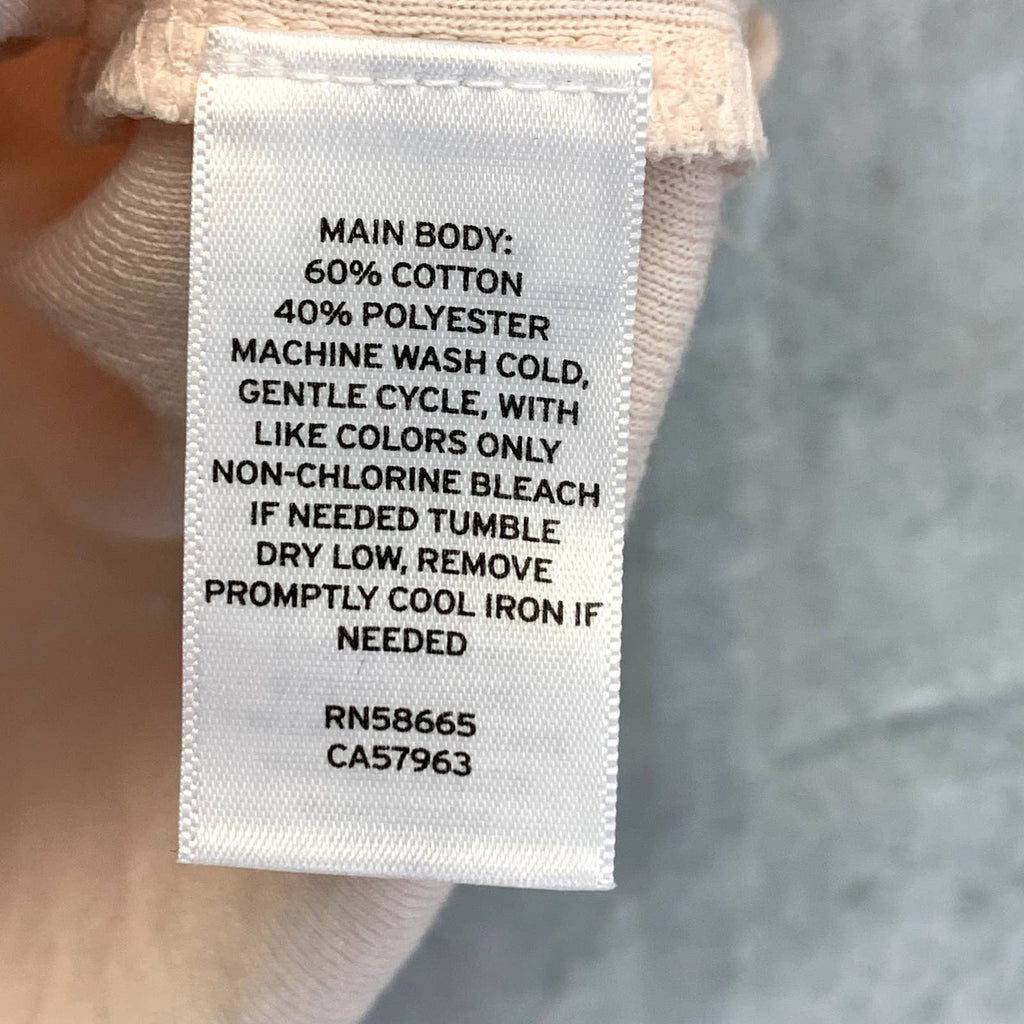 MAIN BODY:
60% COTTON
40% POLYESTER
MACHINE WASH COLD,
GENTLE CYCLE, WITH
LIKE COLORS ONLY
NON-CHLORINE BLEACH
IF NEEDED TUMBLE
DRY LOW, REMOVE
PROMPTLY COOL IRON IF
NEEDED
RN58665
CA57963